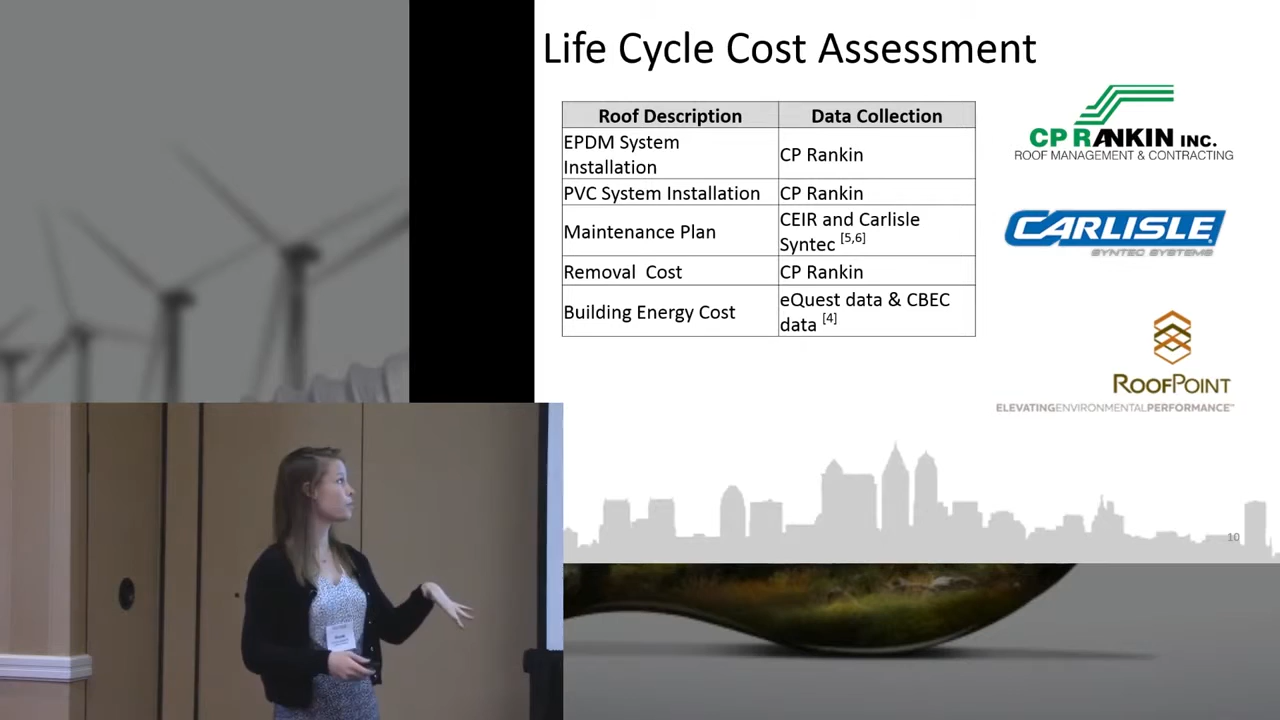 Life Cycle Cost Assessment
Roof Description
Data Collection
EPDM System
Installation
CP Rankin
PVC System Installation
CP Rankin
Maintenance Plan
CEIR and Carlisle
Syntec [5,6]
Removal Cost
CP Rankin
Building Energy Cost
eQuest data & CBEC
data [4]
CP RANKIN INC.
ROOF MANAGEMENT & CONTRACTING
CARLISLE
SYNTEC SYSTEMS
ROOFPOINT
ELEVATINGENVIRONMENTALPERFORMANCE™
10